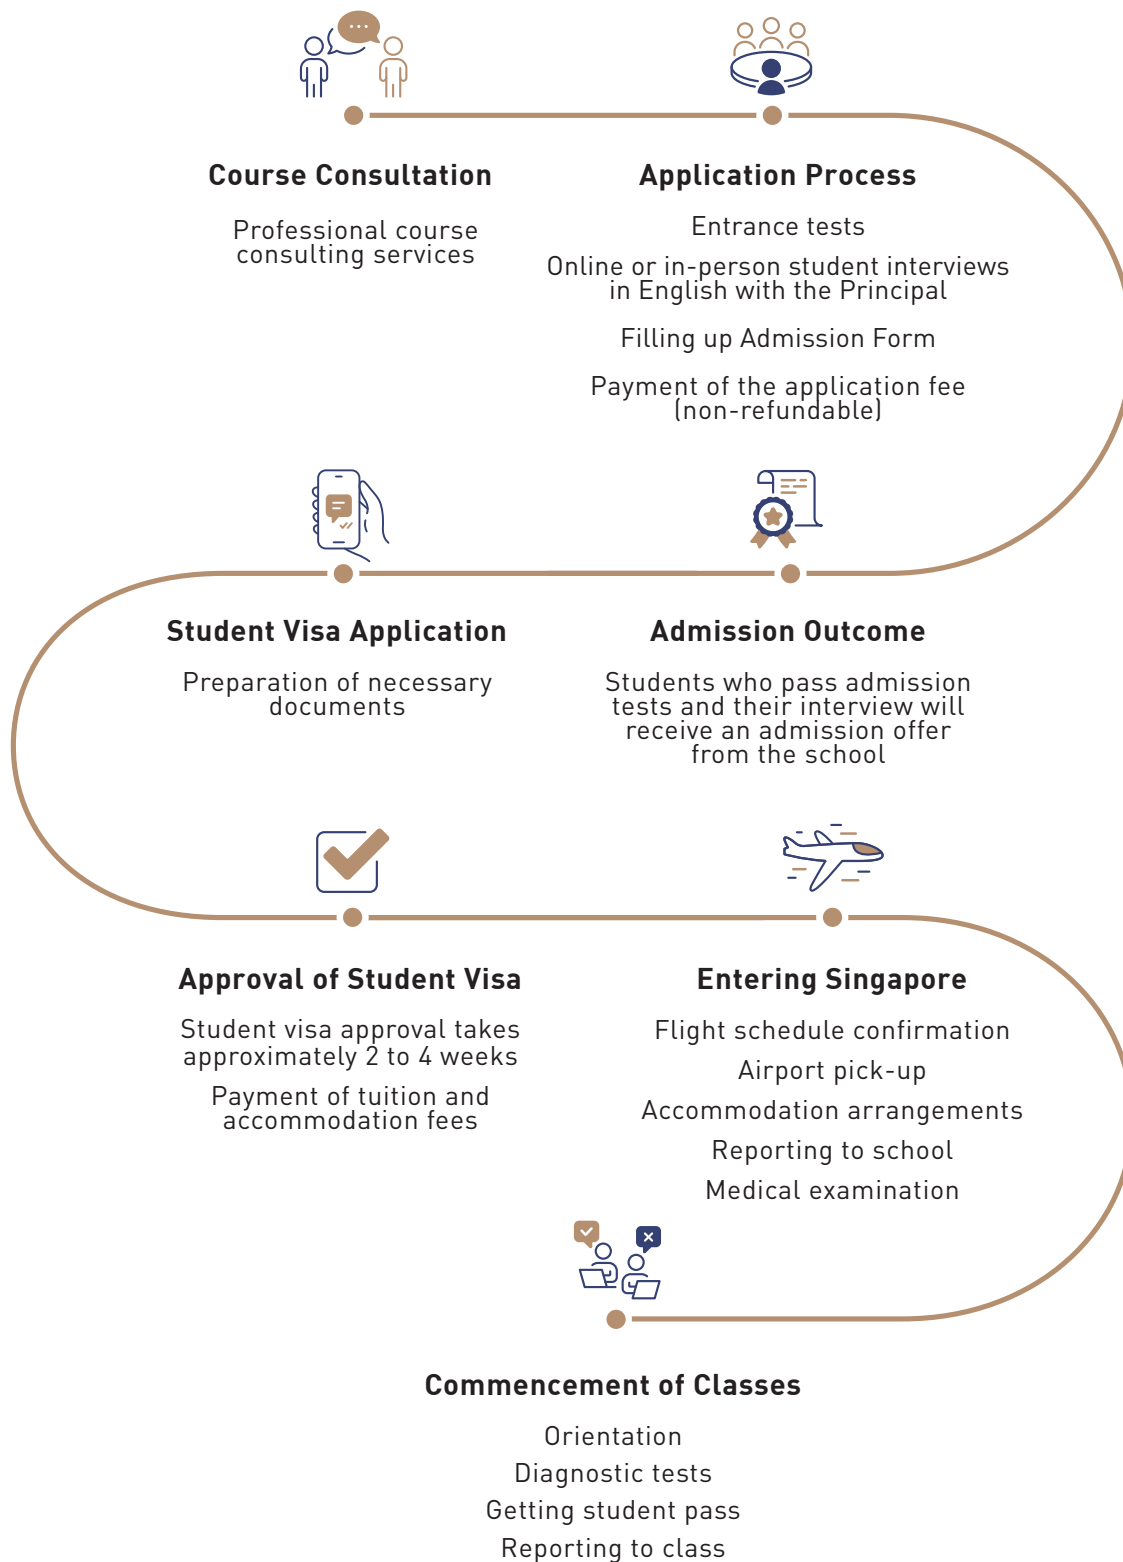 Course Consultation
Professional course
consulting services
Application Process
Entrance tests
Online or in-person student interviews
in English with the Principal
Filling up Admission Form
Payment of the application fee
(non-refundable)
Admission Outcome
Students who pass admission
tests and their interview will
receive an admission offer
from the school
Student Visa Application
Preparation of necessary
documents
Approval of Student Visa
Student visa approval takes
approximately 2 to 4 weeks
Payment of tuition and
accommodation fees
Entering Singapore
Flight schedule confirmation
Airport pick-up
Accommodation arrangements
Reporting to school
Medical examination
Commencement of Classes
Orientation
Diagnostic tests
Getting student pass
Reporting to class